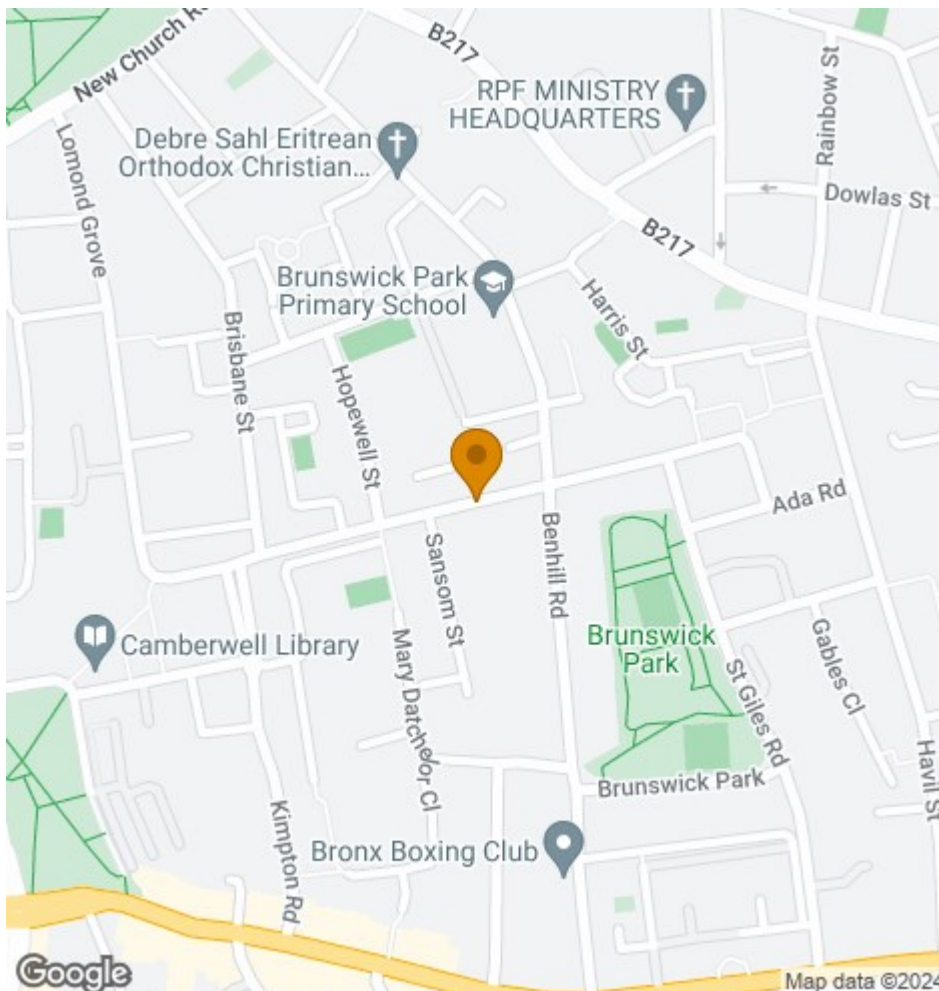 New Church Rd
B217
RPF MINISTRY
HEADQUARTERS
Rainbow St
Debre Sahl Eritrean
Orthodox Christian...
Lomond Grove
Dowlas St
B217
Brunswick Park
Primary School
Harris St
Brisbane St
Hopewell St
Ada Rd
Benhill Rd
Sansom St
Camberwell Library
Brunswick
Park
Mary Datchelor Cl
St Giles Rd
Gables Cl
Havil St
Brunswick Park
Kimpton Rd
Bronx Boxing Club
Google
Map data ©2024